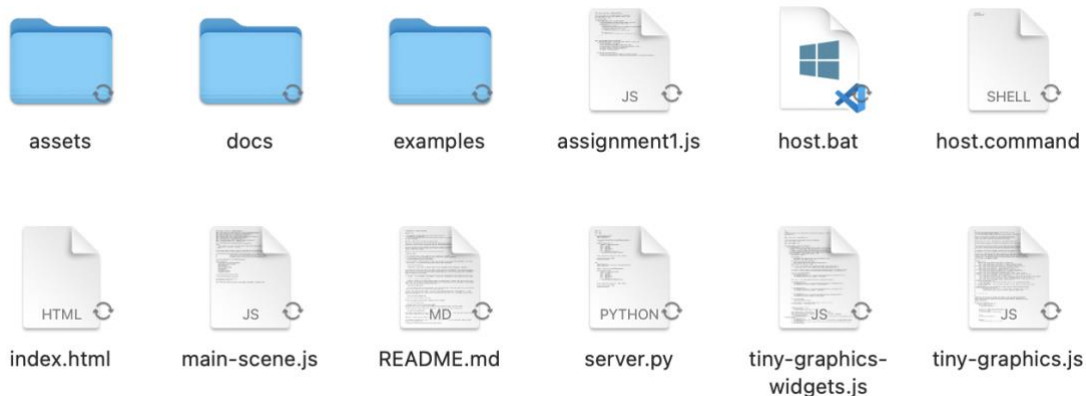 JS
SHELL
assets
docs
examples
assignment1.js
host.bat
host.command
HTML
JS
MD
PYTHON
JS
JS
index.html
main-scene.js
README.md
server.py
tiny-graphics-
widgets.js
tiny-graphics.js